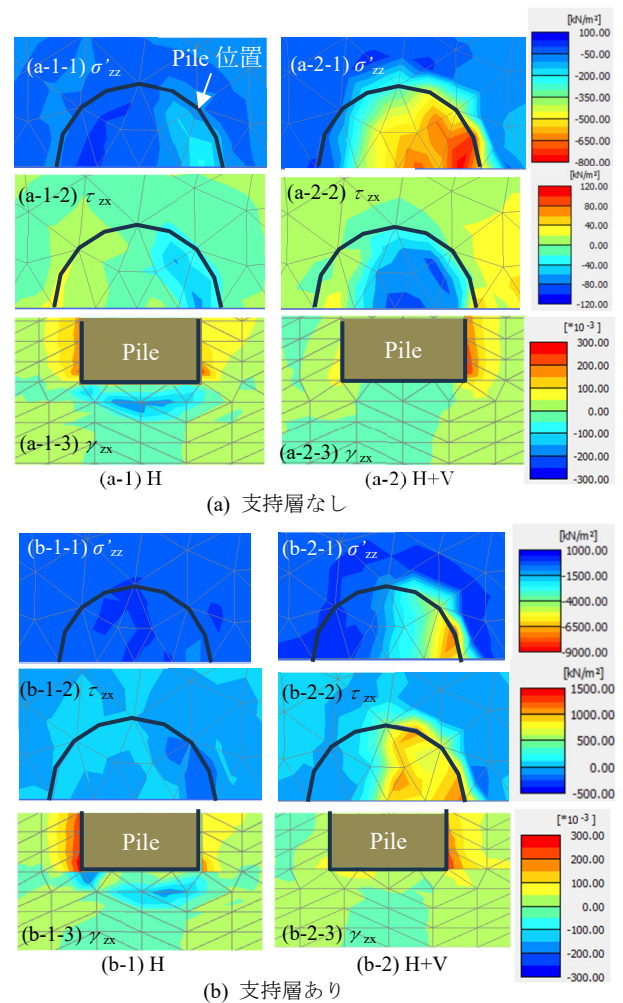 (a-1-1) σ'zz
Pile 位置
(a-2-1) σ'zz
[kN/m²]
100.00
-50.00
-200.00
-350.00
-500.00
-650.00
-800.00
(a-1-2) τzx
(a-2-2) τzx
[kN/m²]
120.00
80.00
40.00
0.00
-40.00
-80.00
-120.00
Pile
Pile
(a-1-3) γzx
(a-2-3) γzx
[*10⁻³]
300.00
200.00
100.00
0.00
-100.00
-200.00
-300.00
(a-1) H
(a-2) H+V
(a) 支持層なし
(b-1-1) σ'zz
(b-2-1) σ'zz
[kN/m²]
1000.00
-1500.00
-4000.00
-6500.00
-9000.00
(b-1-2) τzx
(b-2-2) τzx
[kN/m²]
1500.00
1000.00
500.00
0.00
-500.00
Pile
Pile
(b-1-3) γzx
(b-2-3) γzx
[*10⁻³]
300.00
200.00
100.00
0.00
-100.00
-200.00
-300.00
(b-1) H
(b-2) H+V
(b) 支持層あり